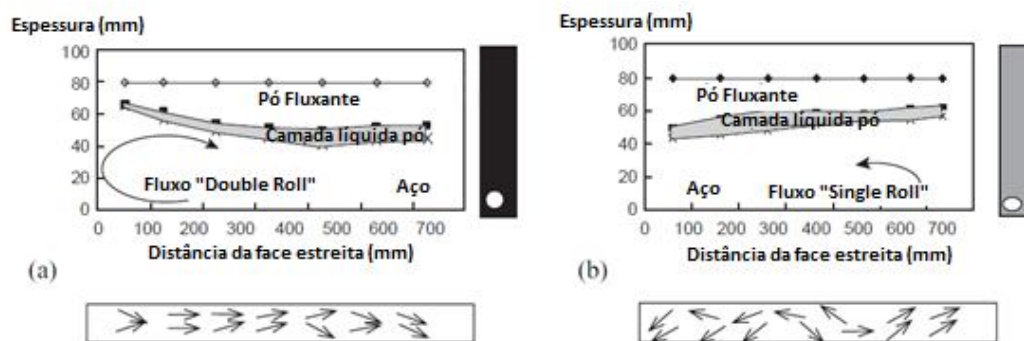 Espessura (mm)
100
80
60
40
20
0
Pó Fluxante
Camada líquida pó
Fluxo "Double Roll"
Aço
0 100 200 300 400 500 600 700
Distância da face estreita (mm)
(a)
Espessura (mm)
100
80
60
40
20
0
Pó Fluxante
Camada líquida pó
Aço
Fluxo "Single Roll"
0 100 200 300 400 500 600 700
Distância da face estreita (mm)
(b)